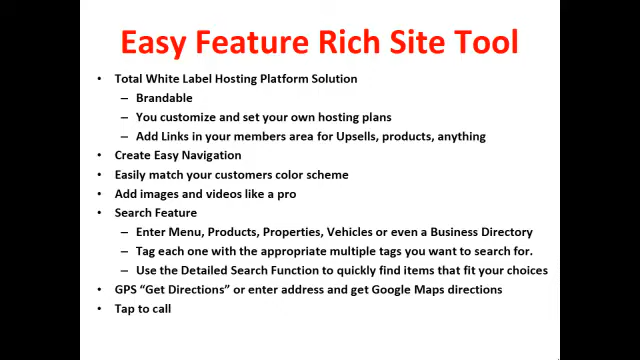 Easy Feature Rich Site Tool
• Total White Label Hosting Platform Solution
– Brandable
– You customize and set your own hosting plans
– Add Links in your members area for Upsells, products, anything
• Create Easy Navigation
• Easily match your customers color scheme
• Add images and videos like a pro
• Search Feature
– Enter Menu, Products, Properties, Vehicles or even a Business Directory
– Tag each one with the appropriate multiple tags you want to search for.
– Use the Detailed Search Function to quickly find items that fit your choices
• GPS “Get Directions” or enter address and get Google Maps directions
• Tap to call